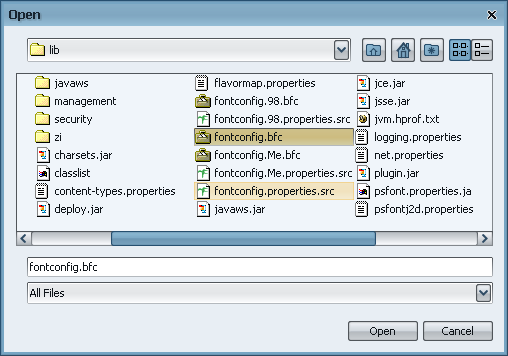 Open
lib
javaws
management
security
zi
charsets.jar
classlist
content-types.properties
deploy.jar
flavormap.properties
fontconfig.98.bfc
fontconfig.98.properties.src
fontconfig.bfc
fontconfig.Me.bfc
fontconfig.Me.properties.src
fontconfig.properties.src
javaws.jar
jce.jar
jsse.jar
jvm.hprof.txt
logging.properties
net.properties
plugin.jar
psfont.properties.ja
psfontj2d.properties
fontconfig.bfc
All Files
Open
Cancel